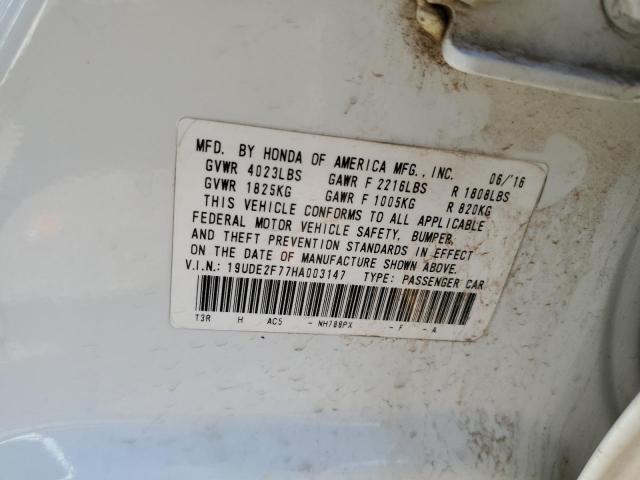 MFD. BY HONDA OF AMERICA MFG., INC. 06/'16
GVWR 4023LBS GAWR F 2216LBS R 1808LBS
GVWR 1825KG GAWR F 1005KG R 820KG
THIS VEHICLE CONFORMS TO ALL APPLICABLE
FEDERAL MOTOR VEHICLE SAFETY, BUMPER,
AND THEFT PREVENTION STANDARDS IN EFFECT
ON THE DATE OF MANUFACTURE SHOWN ABOVE.
V.I.N.: 19UDE2F77HA003147 TYPE: PASSENGER CAR
T3R H AC5 - NH788PX - F - A